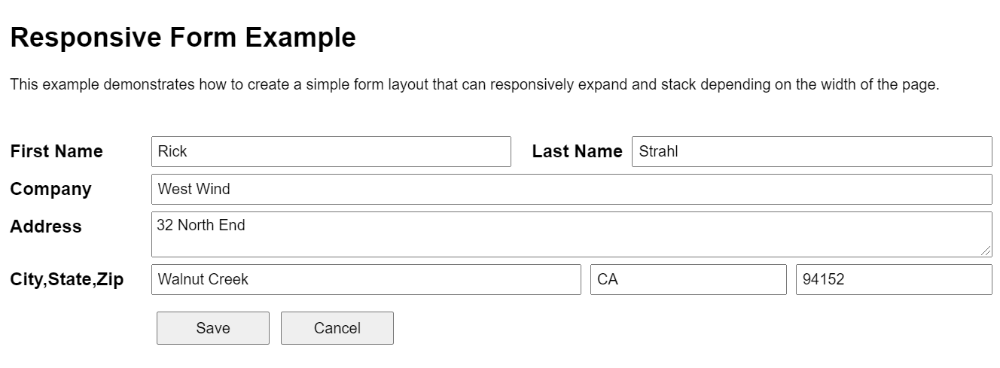 Responsive Form Example
This example demonstrates how to create a simple form layout that can responsively expand and stack depending on the width of the page.
First Name Rick Last Name Strahl
Company West Wind
Address 32 North End
City,State,Zip Walnut Creek CA 94152
Save Cancel